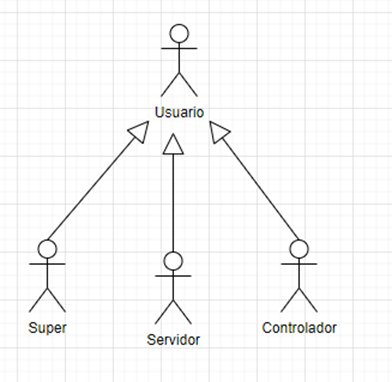 Usuario
Super
Servidor
Controlador